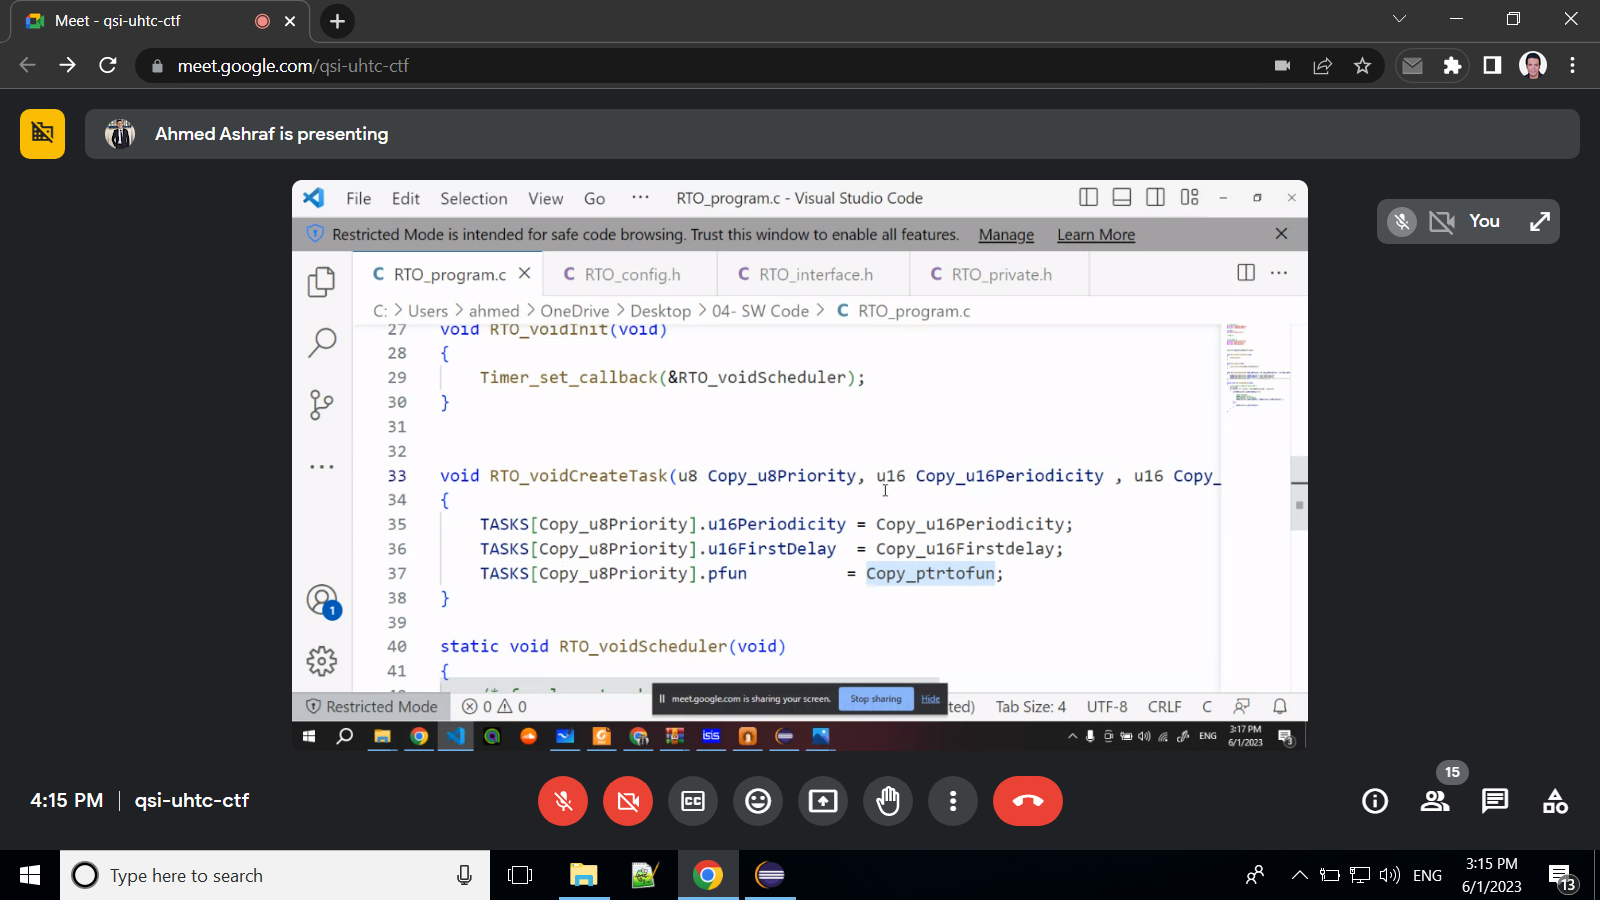 Meet - qsi-uhtc-ctf
meet.google.com/qsi-uhtc-ctf
Ahmed Ashraf is presenting
File Edit Selection View Go ··· RTO_program.c - Visual Studio Code
You
Restricted Mode is intended for safe code browsing. Trust this window to enable all features. Manage Learn More
C RTO_program.c C RTO_config.h C RTO_interface.h C RTO_private.h
C: > Users > ahmed > OneDrive > Desktop > 04- SW Code > C RTO_program.c
27 void RTO_voidInit(void)
28 {
29 Timer_set_callback(&RTO_voidScheduler);
30 }
31
32
33 void RTO_voidCreateTask(u8 Copy_u8Priority, u16 Copy_u16Periodicity , u16 Copy_
34 {
35 TASKS[Copy_u8Priority].u16Periodicity = Copy_u16Periodicity;
36 TASKS[Copy_u8Priority].u16FirstDelay = Copy_u16Firstdelay;
37 TASKS[Copy_u8Priority].pfun = Copy_ptrtofun;
38 }
39
40 static void RTO_voidScheduler(void)
41 {
1
meet.google.com is sharing your screen. Stop sharing Hide
Restricted Mode 0 0 ted) Tab Size: 4 UTF-8 CRLF C
isis ENG 3:17 PM
6/1/2023 3
4:15 PM | qsi-uhtc-ctf
15
Type here to search
ENG 3:15 PM
6/1/2023 13